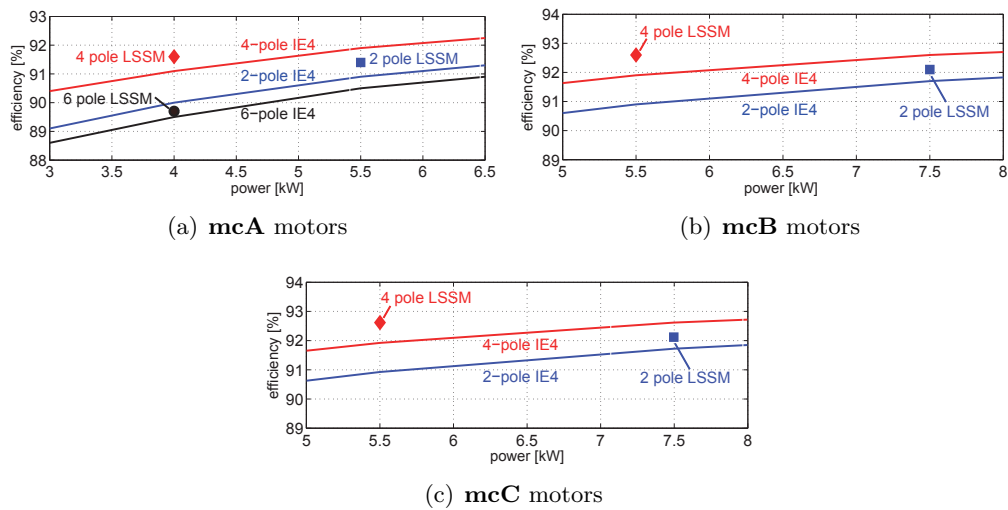 93
92
91
90
89
88
efficiency [%]
4 pole LSSM
4−pole IE4
2 pole LSSM
2−pole IE4
6 pole LSSM
6−pole IE4
3 3.5 4 4.5 5 5.5 6 6.5
power [kW]
(a) mcA motors
94
93
92
91
90
89
efficiency [%]
4 pole LSSM
4−pole IE4
2−pole IE4
2 pole LSSM
5 5.5 6 6.5 7 7.5 8
power [kW]
(b) mcB motors
94
93
92
91
90
89
efficiency [%]
4 pole LSSM
4−pole IE4
2−pole IE4
2 pole LSSM
5 5.5 6 6.5 7 7.5 8
power [kW]
(c) mcC motors